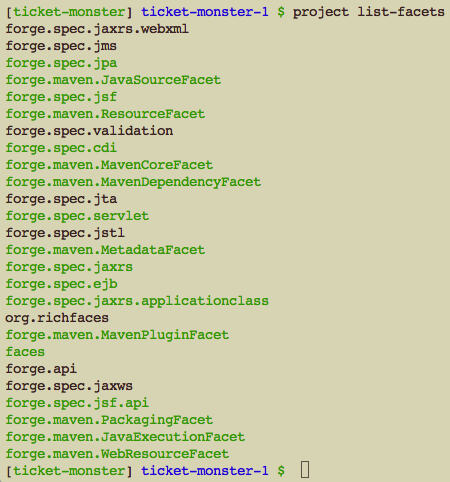 [ticket-monster] ticket-monster-1 $ project list-facets
forge.spec.jaxrs.webxml
forge.spec.jms
forge.spec.jpa
forge.maven.JavaSourceFacet
forge.spec.jsf
forge.maven.ResourceFacet
forge.spec.validation
forge.spec.cdi
forge.maven.MavenCoreFacet
forge.maven.MavenDependencyFacet
forge.spec.jta
forge.spec.servlet
forge.spec.jstl
forge.maven.MetadataFacet
forge.spec.jaxrs
forge.spec.ejb
forge.spec.jaxrs.applicationclass
org.richfaces
forge.maven.MavenPluginFacet
faces
forge.api
forge.spec.jaxws
forge.spec.jsf.api
forge.maven.PackagingFacet
forge.maven.JavaExecutionFacet
forge.maven.WebResourceFacet
[ticket-monster] ticket-monster-1 $